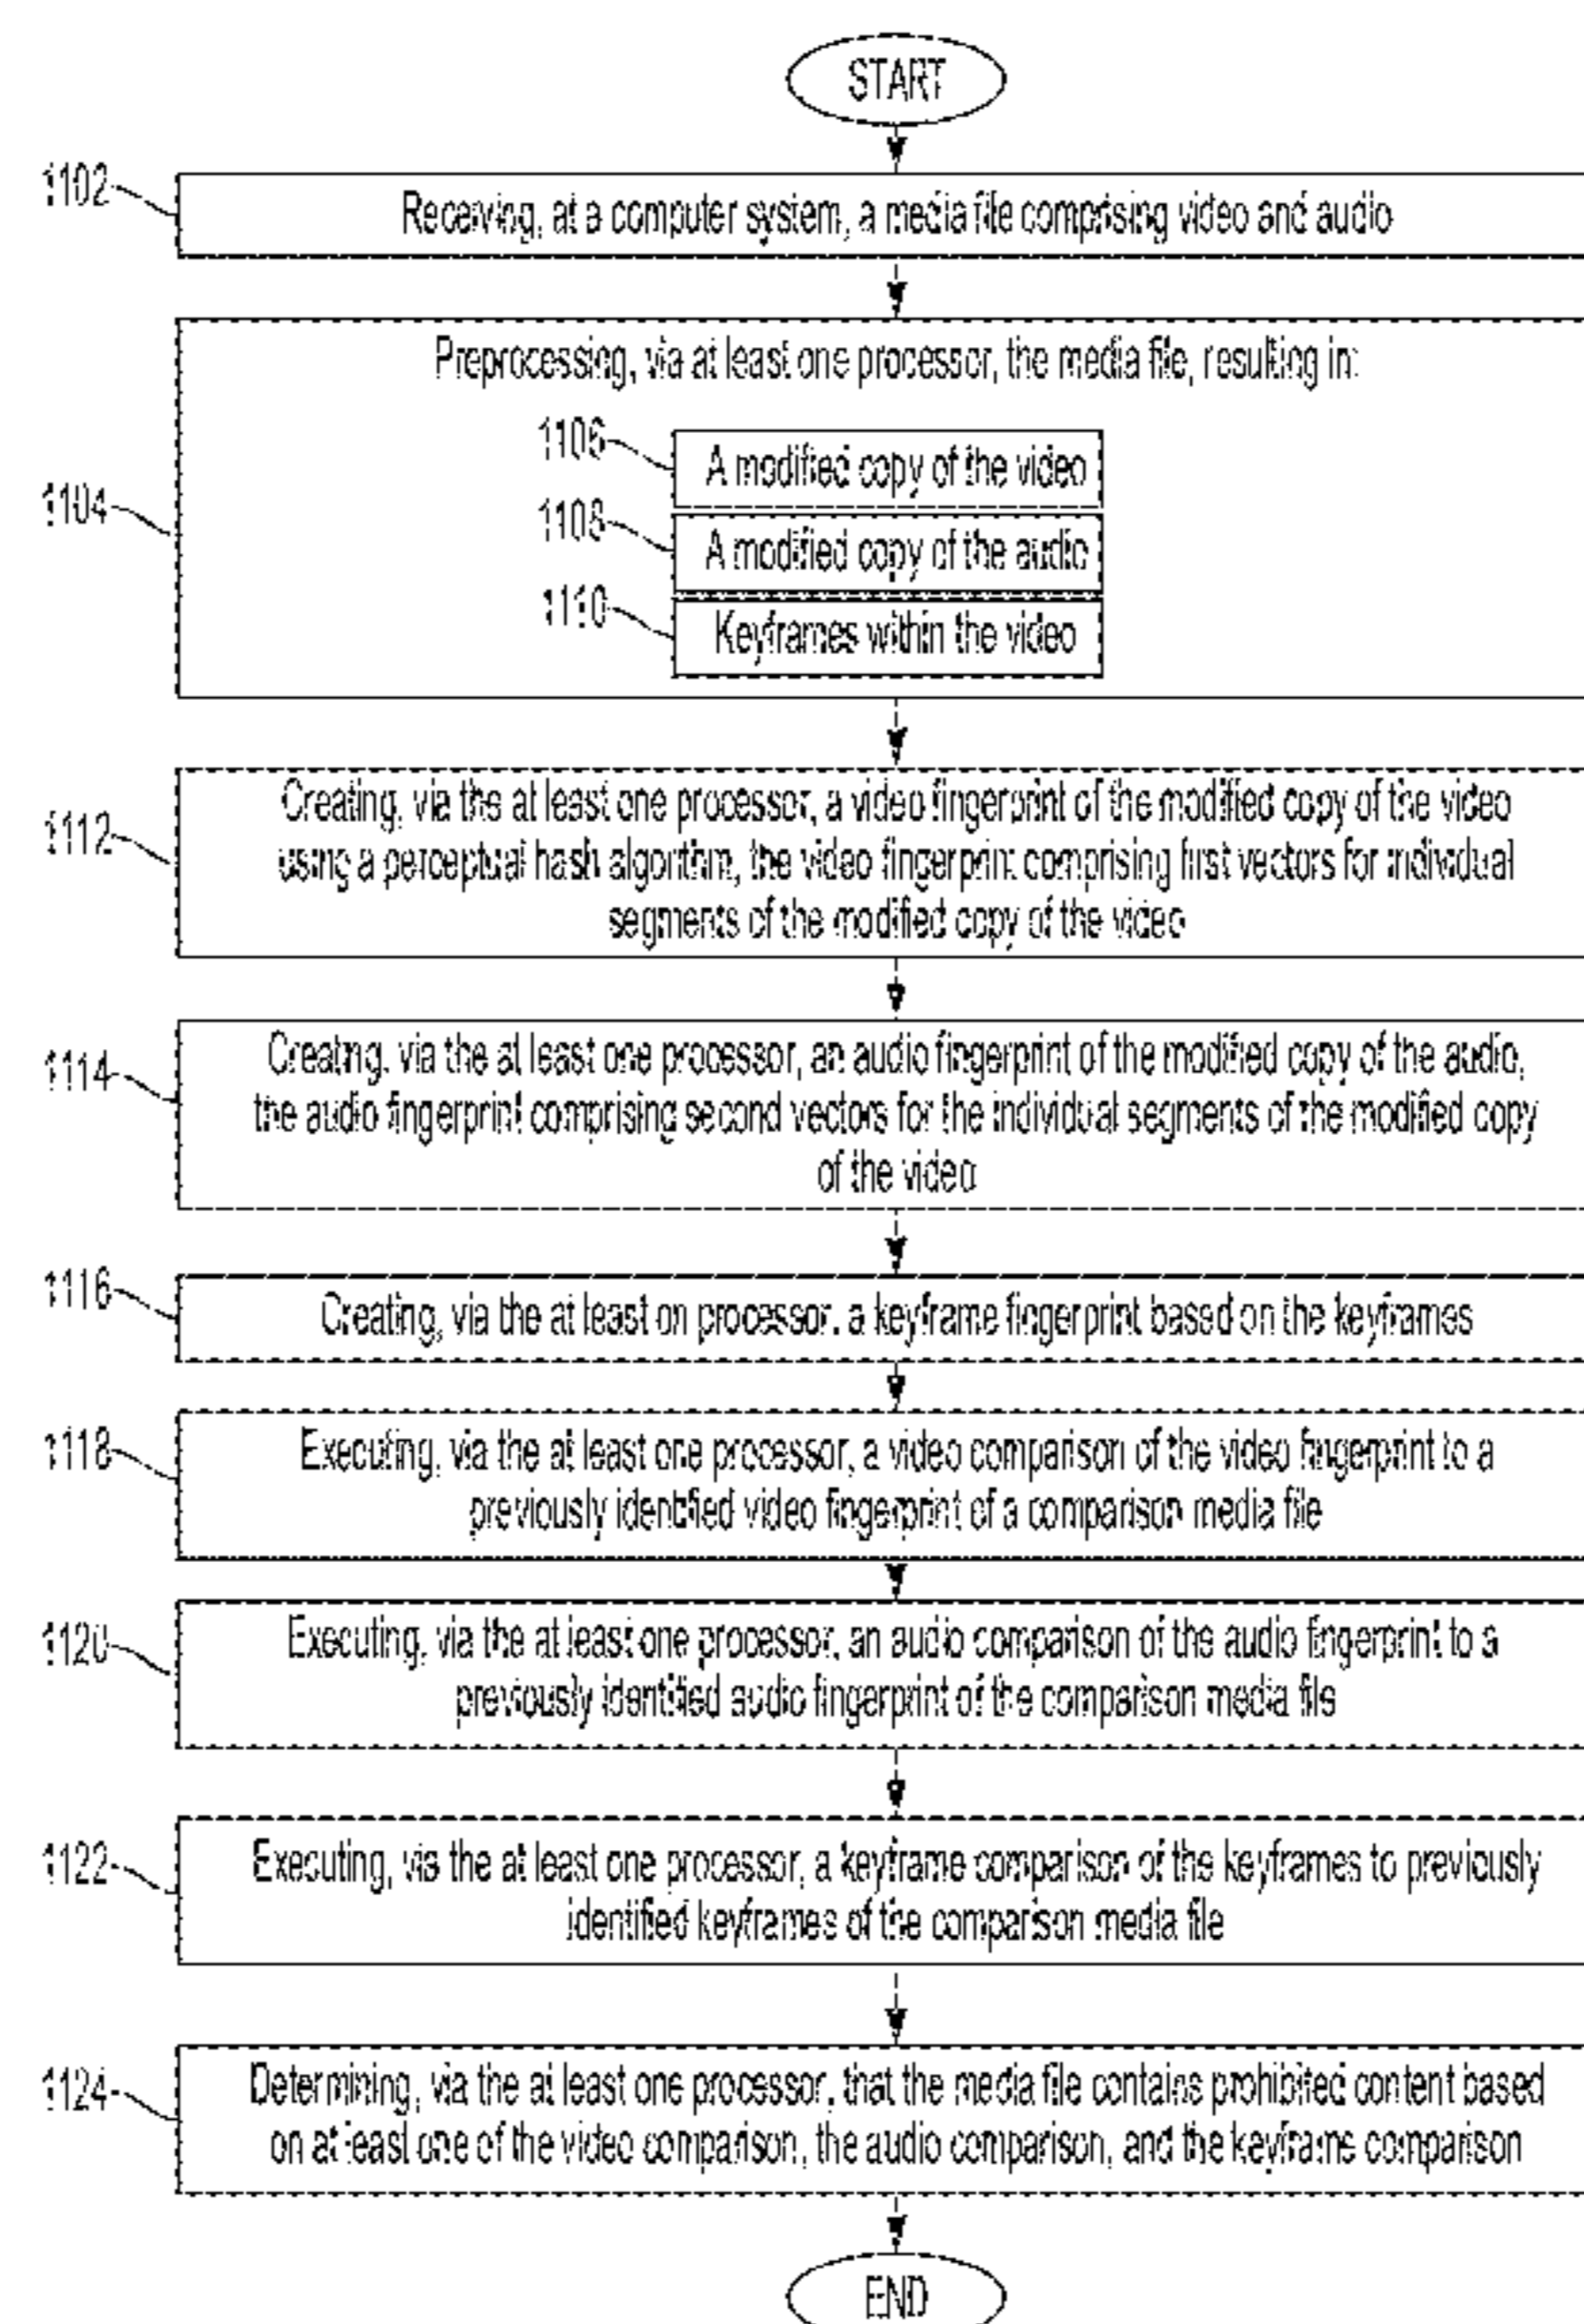 START
1102
Receiving, at a computer system, a media file comprising video and audio
1104
Preprocessing, via at least one processor, the media file, resulting in:
1106
A modified copy of the video
1108
A modified copy of the audio
1110
Keyframes within the video
1112
Creating, via the at least one processor, a video fingerprint of the modified copy of the video
using a perceptual hash algorithm, the video fingerprint comprising first vectors for individual
segments of the modified copy of the video
1114
Creating, via the at least one processor, an audio fingerprint of the modified copy of the audio,
the audio fingerprint comprising second vectors for the individual segments of the modified copy
of the video
1116
Creating, via the at least on processor, a keyframe fingerprint based on the keyframes
1118
Executing, via the at least one processor, a video comparison of the video fingerprint to a
previously identified video fingerprint of a comparison media file
1120
Executing, via the at least one processor, an audio comparison of the audio fingerprint to a
previously identified audio fingerprint of the comparison media file
1122
Executing, via the at least one processor, a keyframe comparison of the keyframes to previously
identified keyframes of the comparison media file
1124
Determining, via the at least one processor, that the media file contains prohibited content based
on at least one of the video comparison, the audio comparison, and the keyframe comparison
END